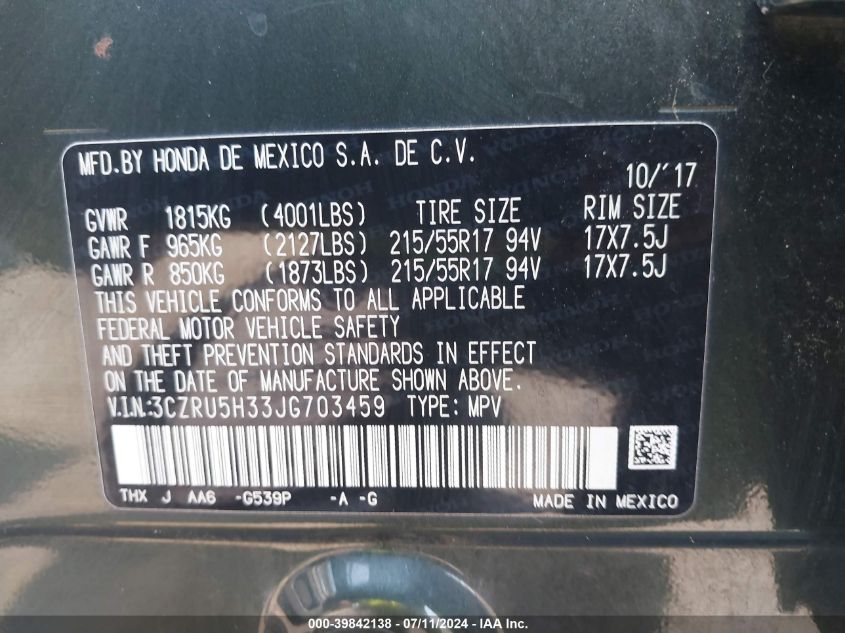 MFD.BY HONDA DE MEXICO S.A. DE C.V.
10/'17
GVWR 1815KG (4001LBS) TIRE SIZE RIM SIZE
GAWR F 965KG (2127LBS) 215/55R17 94V 17X7.5J
GAWR R 850KG (1873LBS) 215/55R17 94V 17X7.5J
THIS VEHICLE CONFORMS TO ALL APPLICABLE
FEDERAL MOTOR VEHICLE SAFETY
AND THEFT PREVENTION STANDARDS IN EFFECT
ON THE DATE OF MANUFACTURE SHOWN ABOVE.
V.I.N.:3CZRU5H33JG703459 TYPE: MPV
THX J AA6 -G539P -A -G MADE IN MEXICO
000-39842138 - 07/11/2024 - IAA Inc.